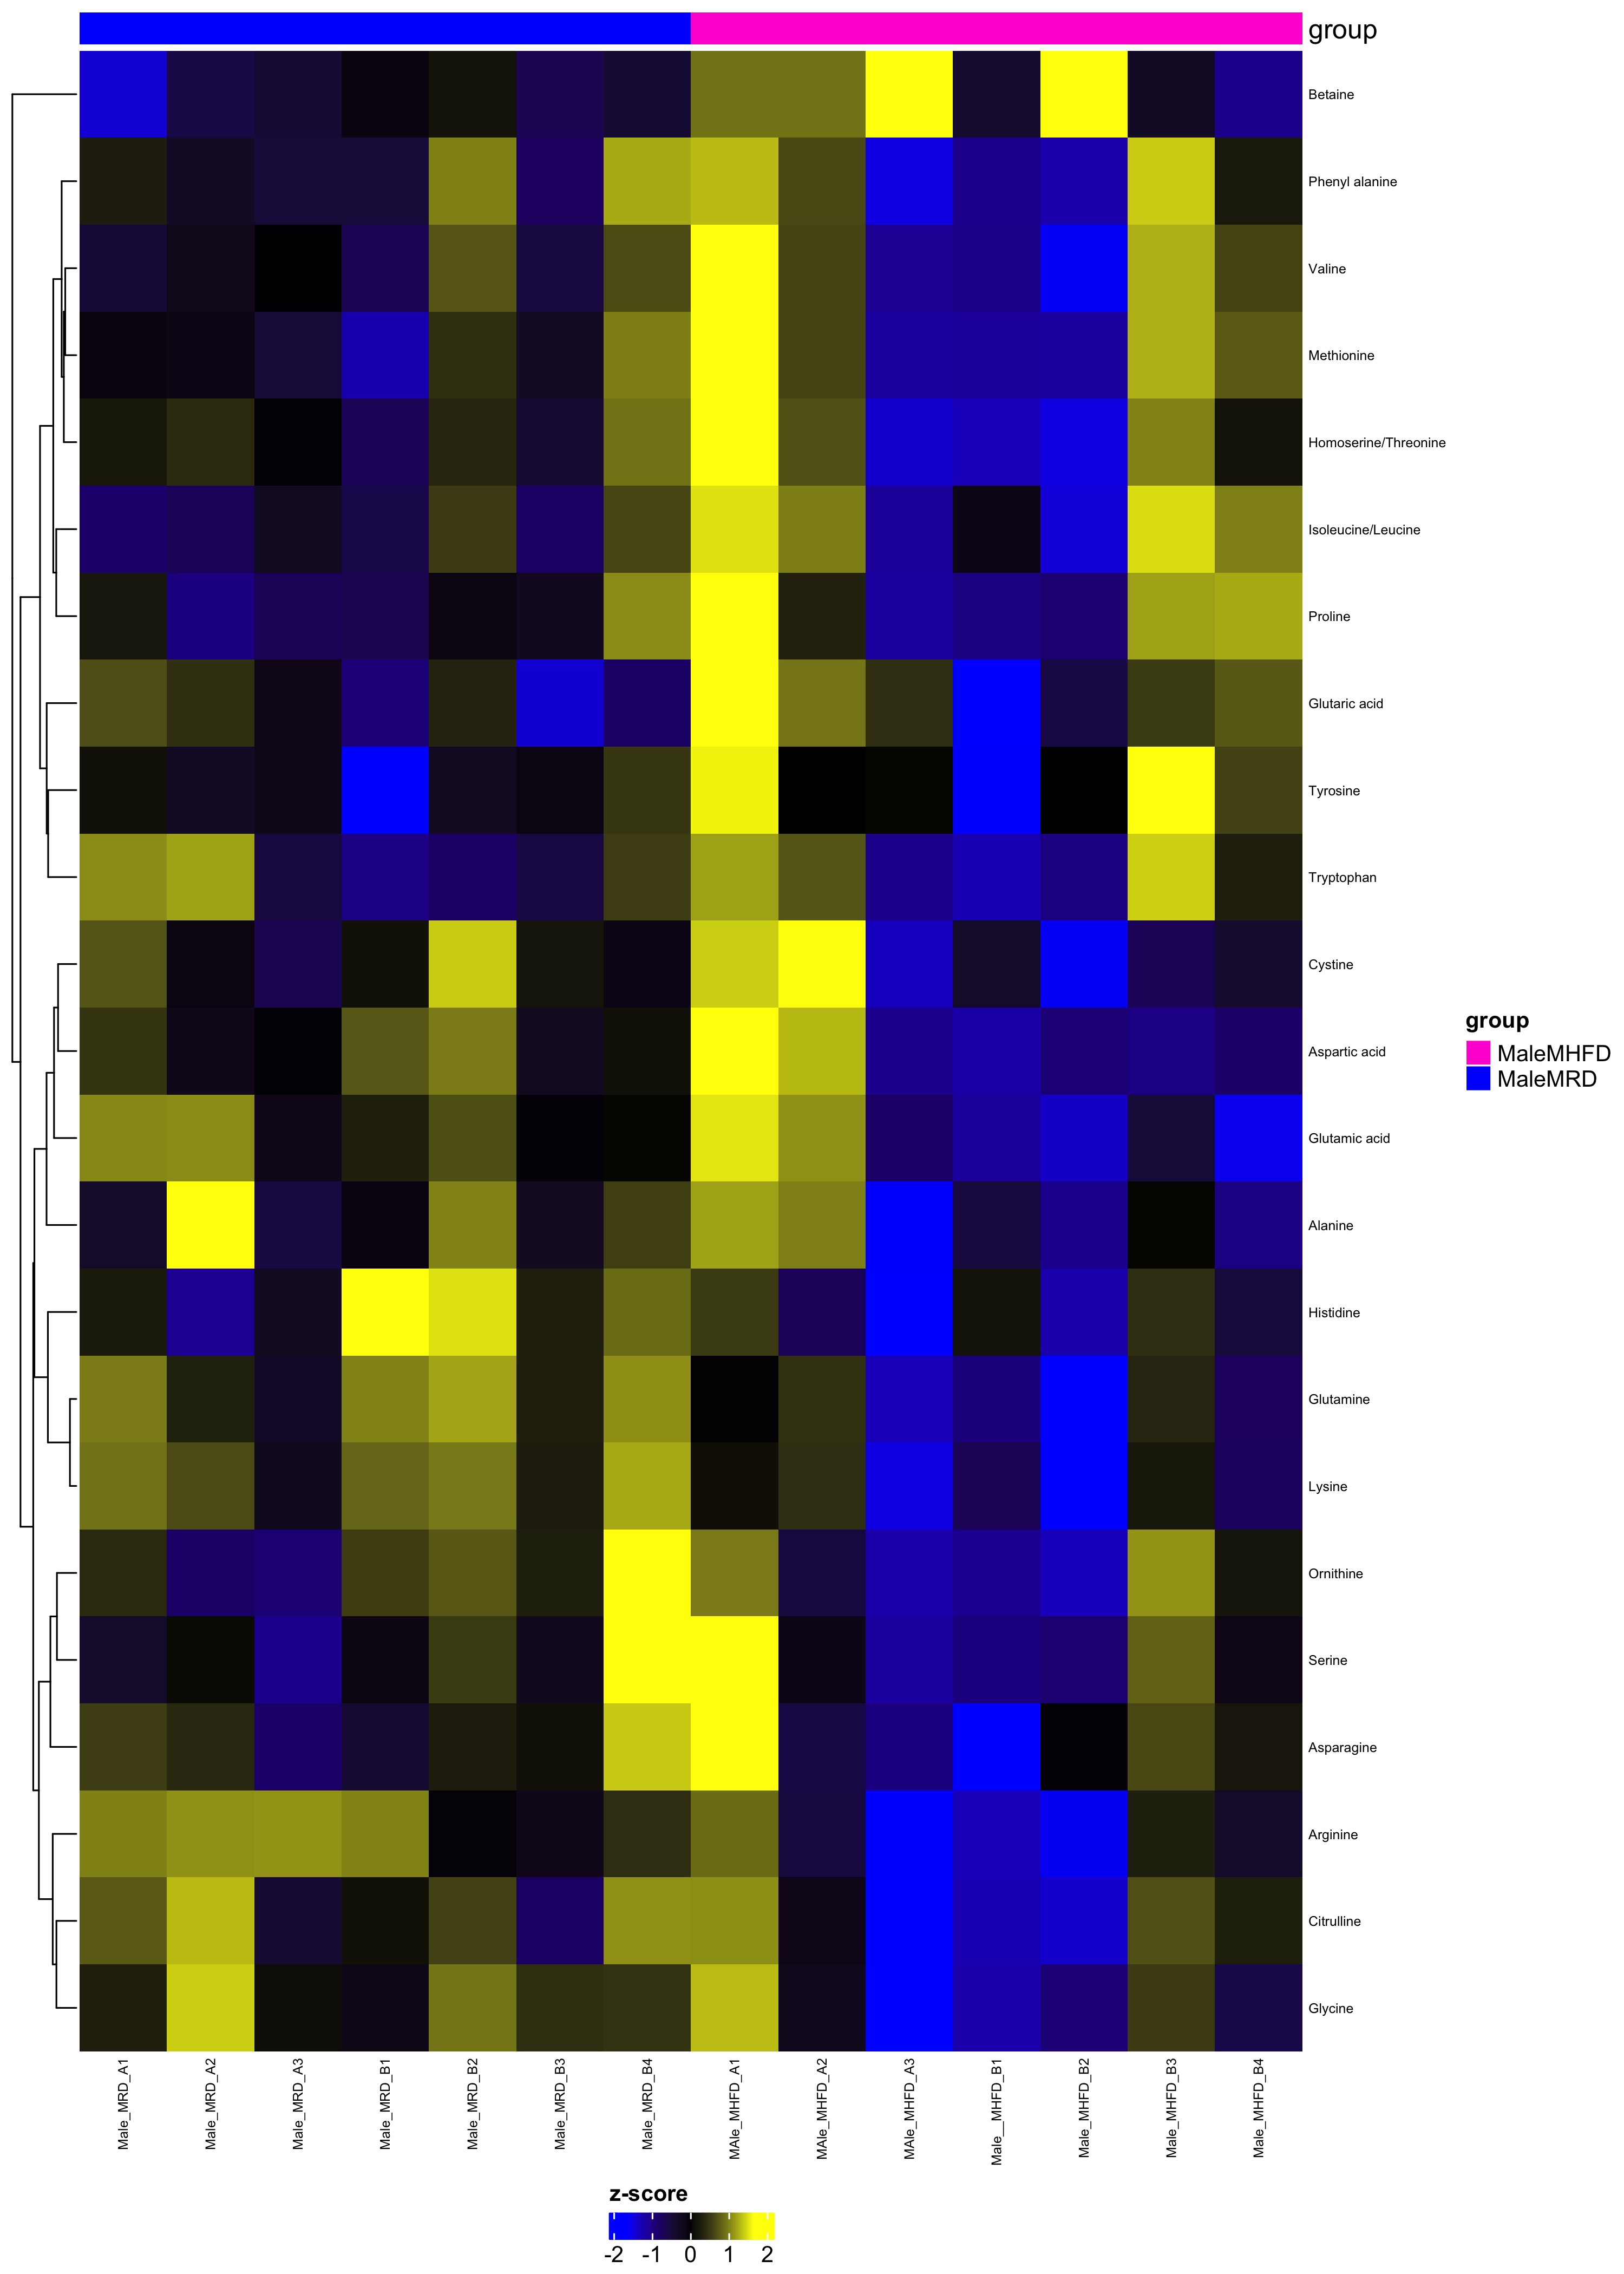 group
Betaine
Phenyl alanine
Valine
Methionine
Homoserine/Threonine
Isoleucine/Leucine
Proline
Glutaric acid
Tyrosine
Tryptophan
Cystine
Aspartic acid
Glutamic acid
Alanine
Histidine
Glutamine
Lysine
Ornithine
Serine
Asparagine
Arginine
Citrulline
Glycine
group
MaleMHFD
MaleMRD
Male_MRD_A1
Male_MRD_A2
Male_MRD_A3
Male_MRD_B1
Male_MRD_B2
Male_MRD_B3
Male_MRD_B4
MAle_MHFD_A1
MAle_MHFD_A2
MAle_MHFD_A3
Male__MHFD_B1
Male_MHFD_B2
Male_MHFD_B3
Male_MHFD_B4
z-score
-2 -1 0 1 2